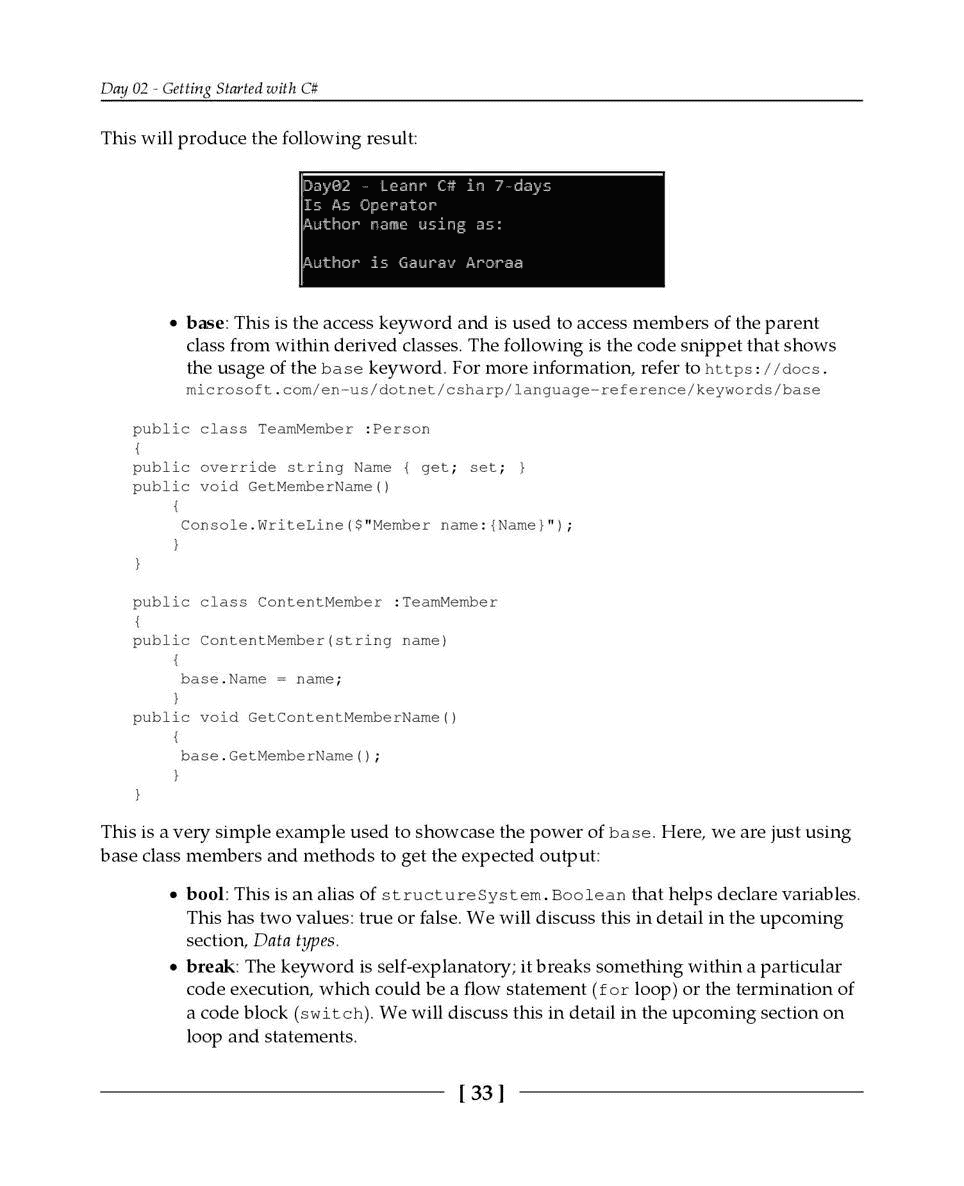 Day 02 - Getting Started with C#
This will produce the following result:
Day02 - Leanr C# in 7-days
Is As Operator
Author name using as:
Author is Gaurav Aroraa
• base: This is the access keyword and is used to access members of the parent
class from within derived classes. The following is the code snippet that shows
the usage of the base keyword. For more information, refer to https://docs.
microsoft.com/en-us/dotnet/csharp/language-reference/keywords/base
public class TeamMember :Person
{
public override string Name { get; set; }
public void GetMemberName()
{
Console.WriteLine($"Member name:{Name}");
}
}
public class ContentMember :TeamMember
{
public ContentMember(string name)
{
base.Name = name;
}
public void GetContentMemberName()
{
base.GetMemberName();
}
}
This is a very simple example used to showcase the power of base. Here, we are just using
base class members and methods to get the expected output:
• bool: This is an alias of structureSystem.Boolean that helps declare variables.
This has two values: true or false. We will discuss this in detail in the upcoming
section, Data types.
• break: The keyword is self-explanatory; it breaks something within a particular
code execution, which could be a flow statement (for loop) or the termination of
a code block (switch). We will discuss this in detail in the upcoming section on
loop and statements.
[ 33 ]